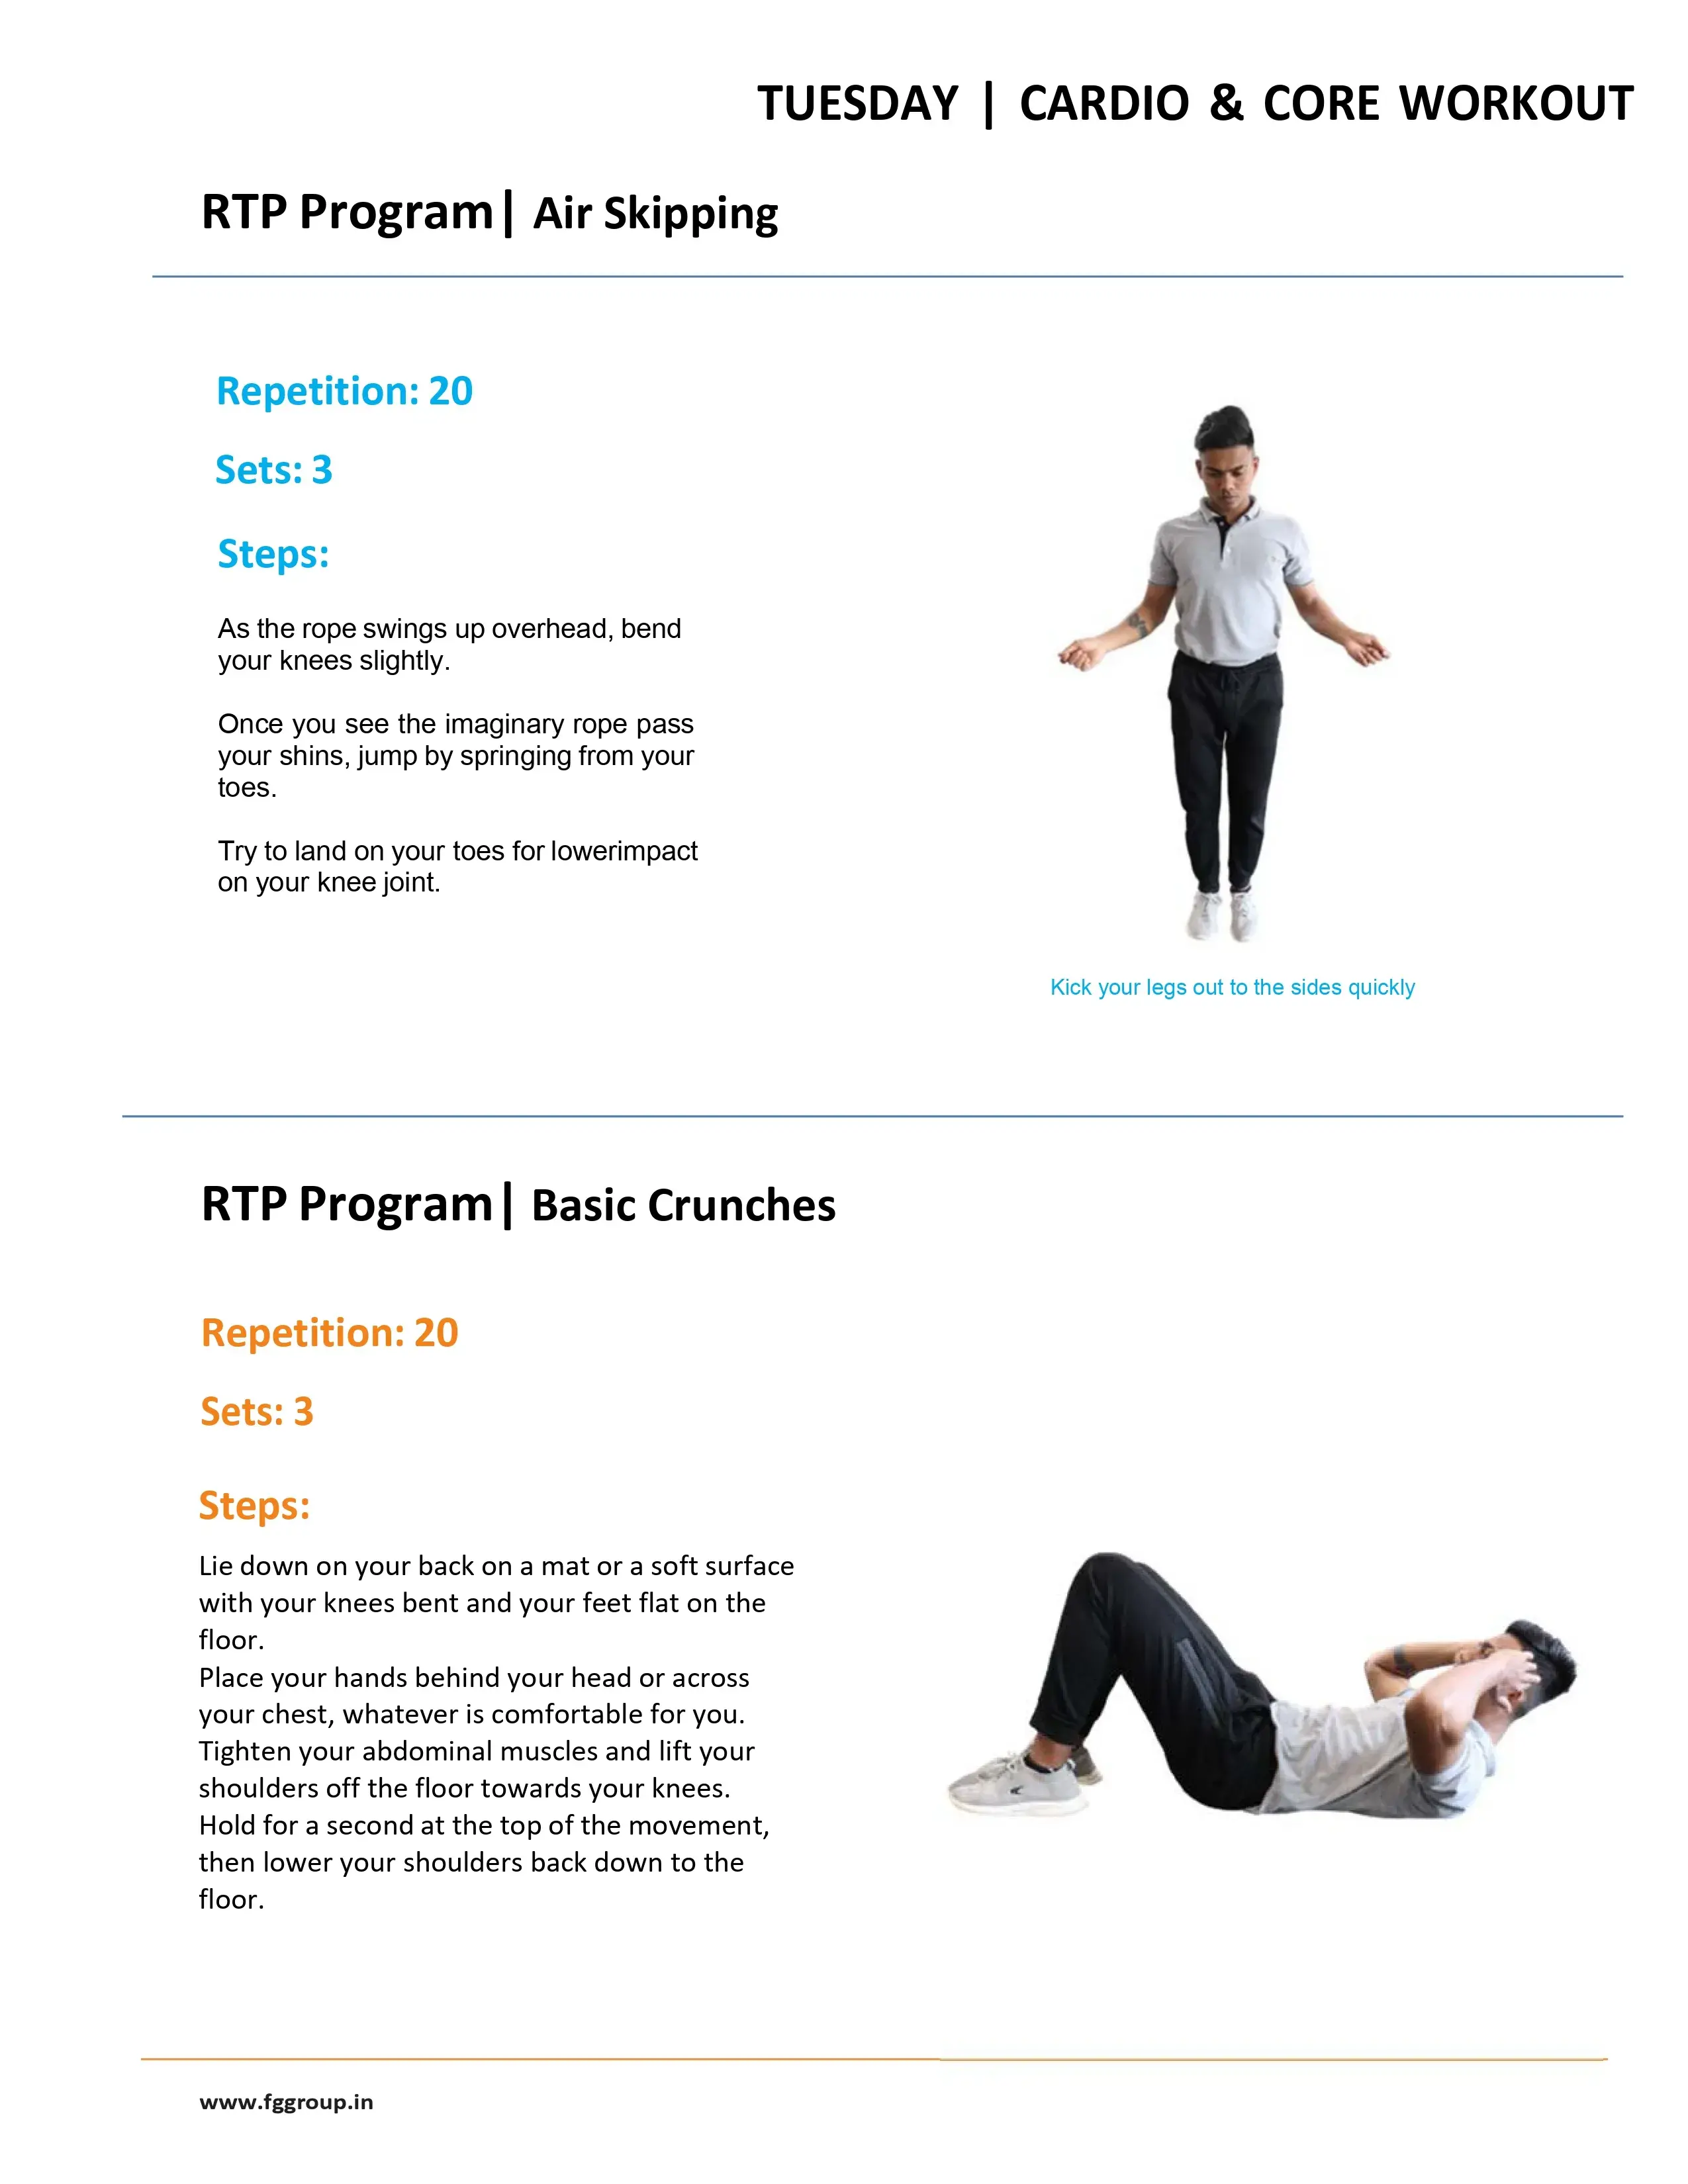 TUESDAY | CARDIO & CORE WORKOUT
RTP Program| Air Skipping
Repetition: 20
Sets: 3
Steps:
As the rope swings up overhead, bend
your knees slightly.
Once you see the imaginary rope pass
your shins, jump by springing from your
toes.
Try to land on your toes for lowerimpact
on your knee joint.
Kick your legs out to the sides quickly
RTP Program| Basic Crunches
Repetition: 20
Sets: 3
Steps:
Lie down on your back on a mat or a soft surface
with your knees bent and your feet flat on the
floor.
Place your hands behind your head or across
your chest, whatever is comfortable for you.
Tighten your abdominal muscles and lift your
shoulders off the floor towards your knees.
Hold for a second at the top of the movement,
then lower your shoulders back down to the
floor.
www.fggroup.in